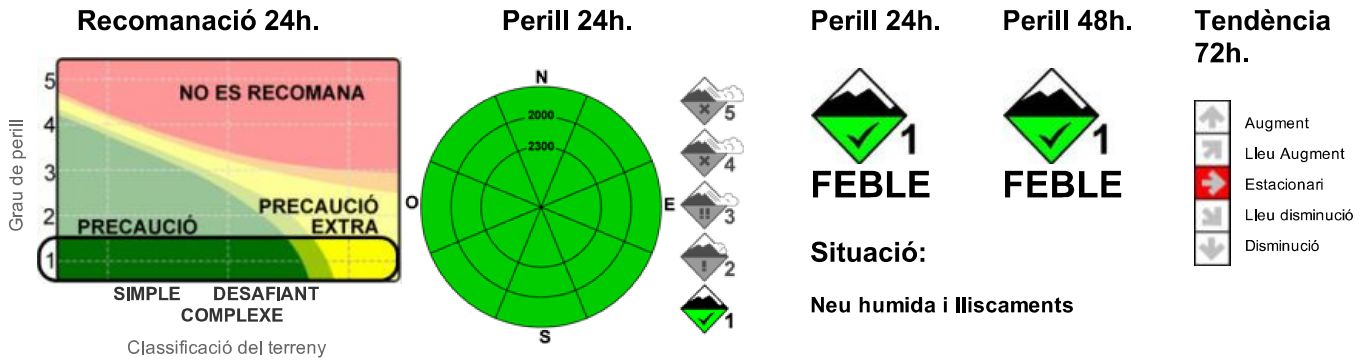 Recomanació 24h.
Perill 24h.
Perill 24h.
Perill 48h.
Tendència
72h.
Grau de perill
5
4
3
2
1
NO ES RECOMANA
PRECAUCIÓ
PRECAUCIÓ
EXTRA
SIMPLE DESAFIANT
COMPLEXE
Classificació del terreny
N
2000
2300
O
E
S
5
4
3
2
1
1
FEBLE
1
FEBLE
Situació:
Neu humida i lliscaments
Augment
Lleu Augment
Estacionari
Lleu disminució
Disminució